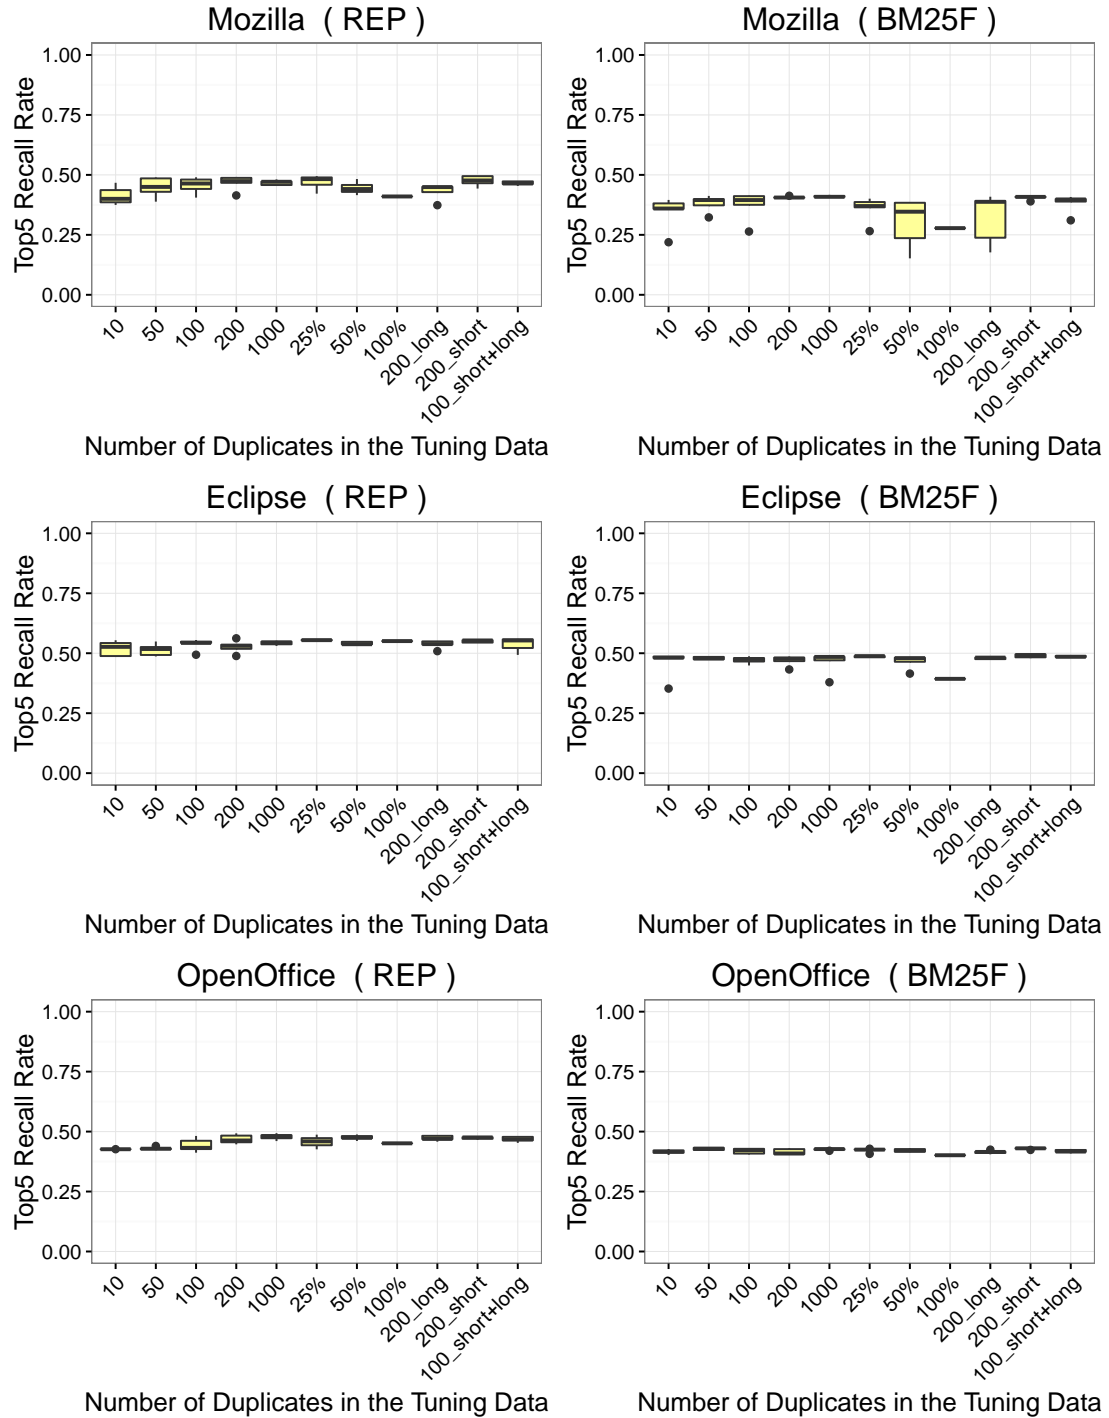 Mozilla ( REP )
Top5 Recall Rate
1.00
0.75
0.50
0.25
0.00
10
50
100
200
1000
25%
50%
100%
200_long
200_short
100_short+long
Number of Duplicates in the Tuning Data
Mozilla ( BM25F )
Top5 Recall Rate
1.00
0.75
0.50
0.25
0.00
10
50
100
200
1000
25%
50%
100%
200_long
200_short
100_short+long
Number of Duplicates in the Tuning Data
Eclipse ( REP )
Top5 Recall Rate
1.00
0.75
0.50
0.25
0.00
10
50
100
200
1000
25%
50%
100%
200_long
200_short
100_short+long
Number of Duplicates in the Tuning Data
Eclipse ( BM25F )
Top5 Recall Rate
1.00
0.75
0.50
0.25
0.00
10
50
100
200
1000
25%
50%
100%
200_long
200_short
100_short+long
Number of Duplicates in the Tuning Data
OpenOffice ( REP )
Top5 Recall Rate
1.00
0.75
0.50
0.25
0.00
10
50
100
200
1000
25%
50%
100%
200_long
200_short
100_short+long
Number of Duplicates in the Tuning Data
OpenOffice ( BM25F )
Top5 Recall Rate
1.00
0.75
0.50
0.25
0.00
10
50
100
200
1000
25%
50%
100%
200_long
200_short
100_short+long
Number of Duplicates in the Tuning Data